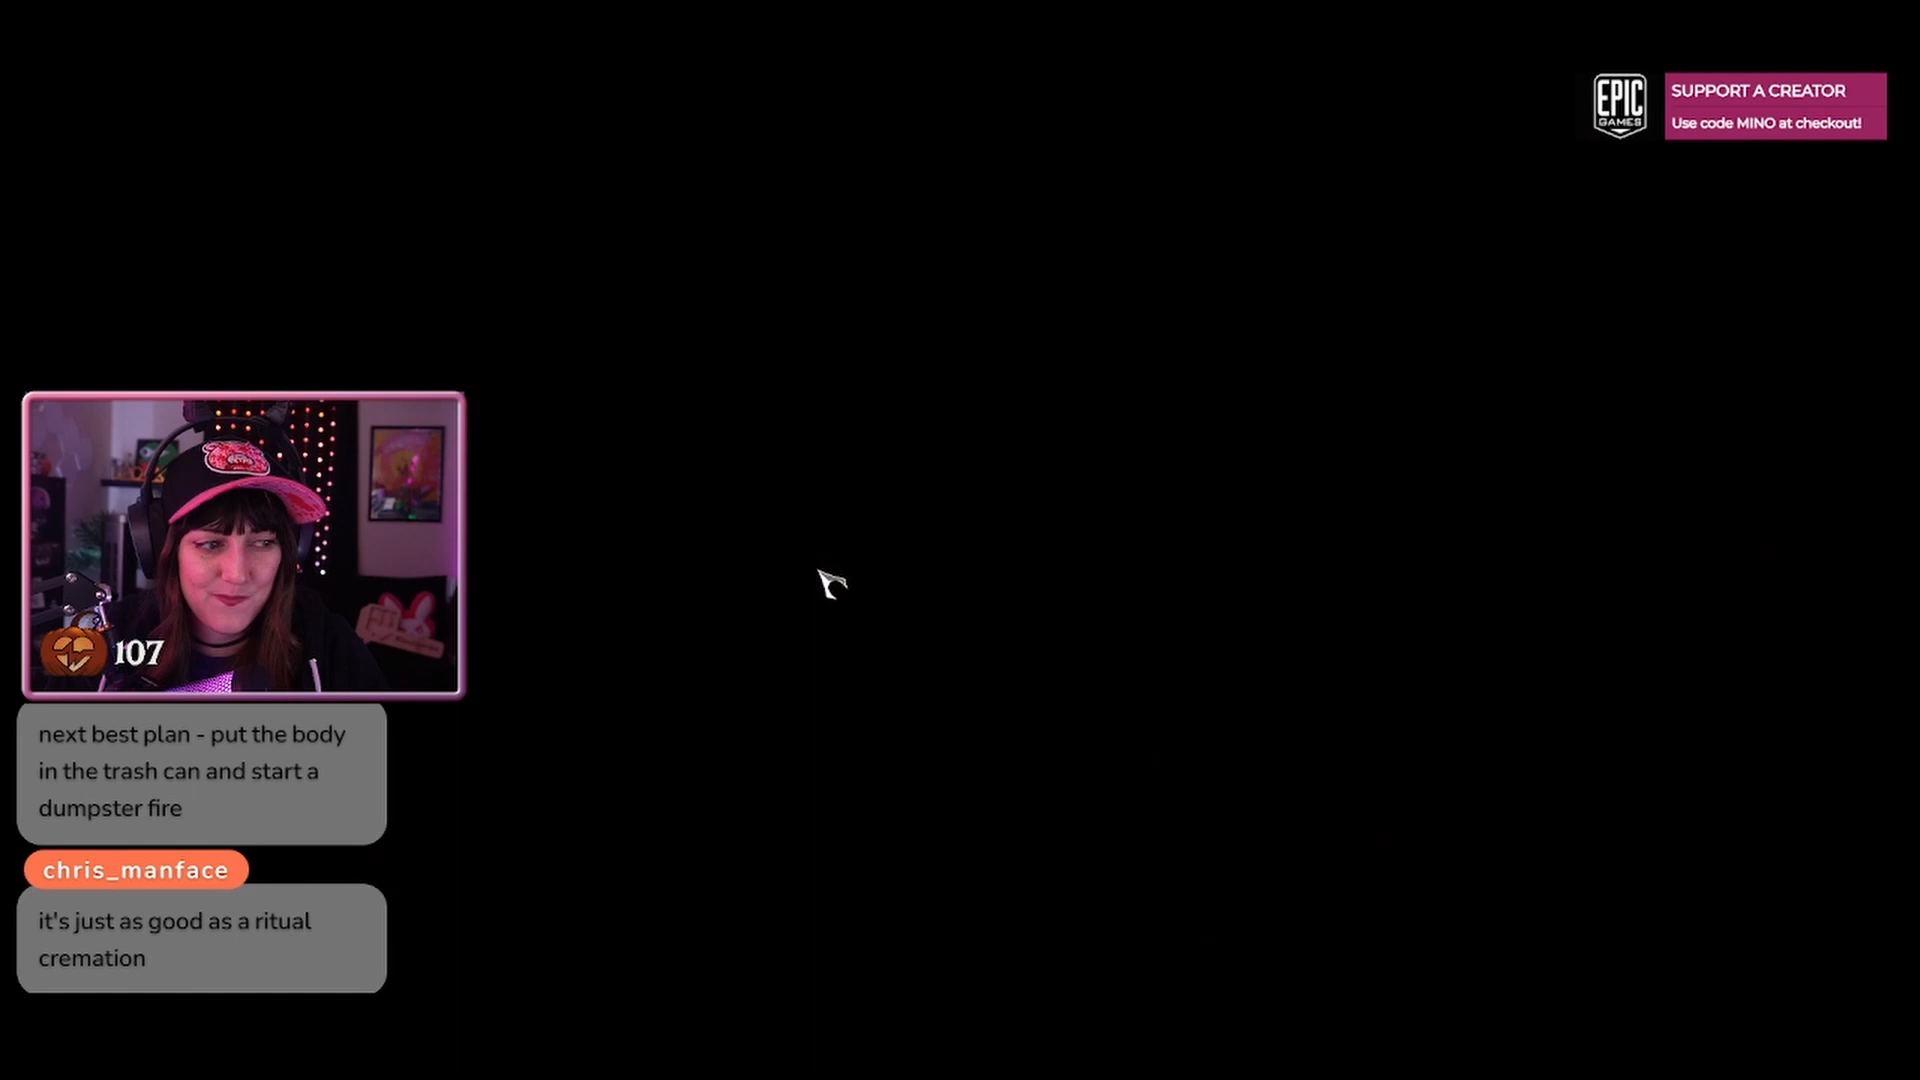 EPIC
GAMES
SUPPORT A CREATOR
Use code MINO at checkout!
107
next best plan - put the body
in the trash can and start a
dumpster fire
chris_manface
it's just as good as a ritual
cremation